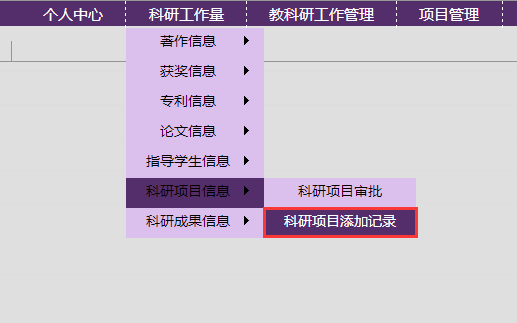 个人中心 科研工作量 教科研工作管理 项目管理
著作信息
获奖信息
专利信息
论文信息
指导学生信息
科研项目信息 科研项目审批
科研成果信息 科研项目添加记录